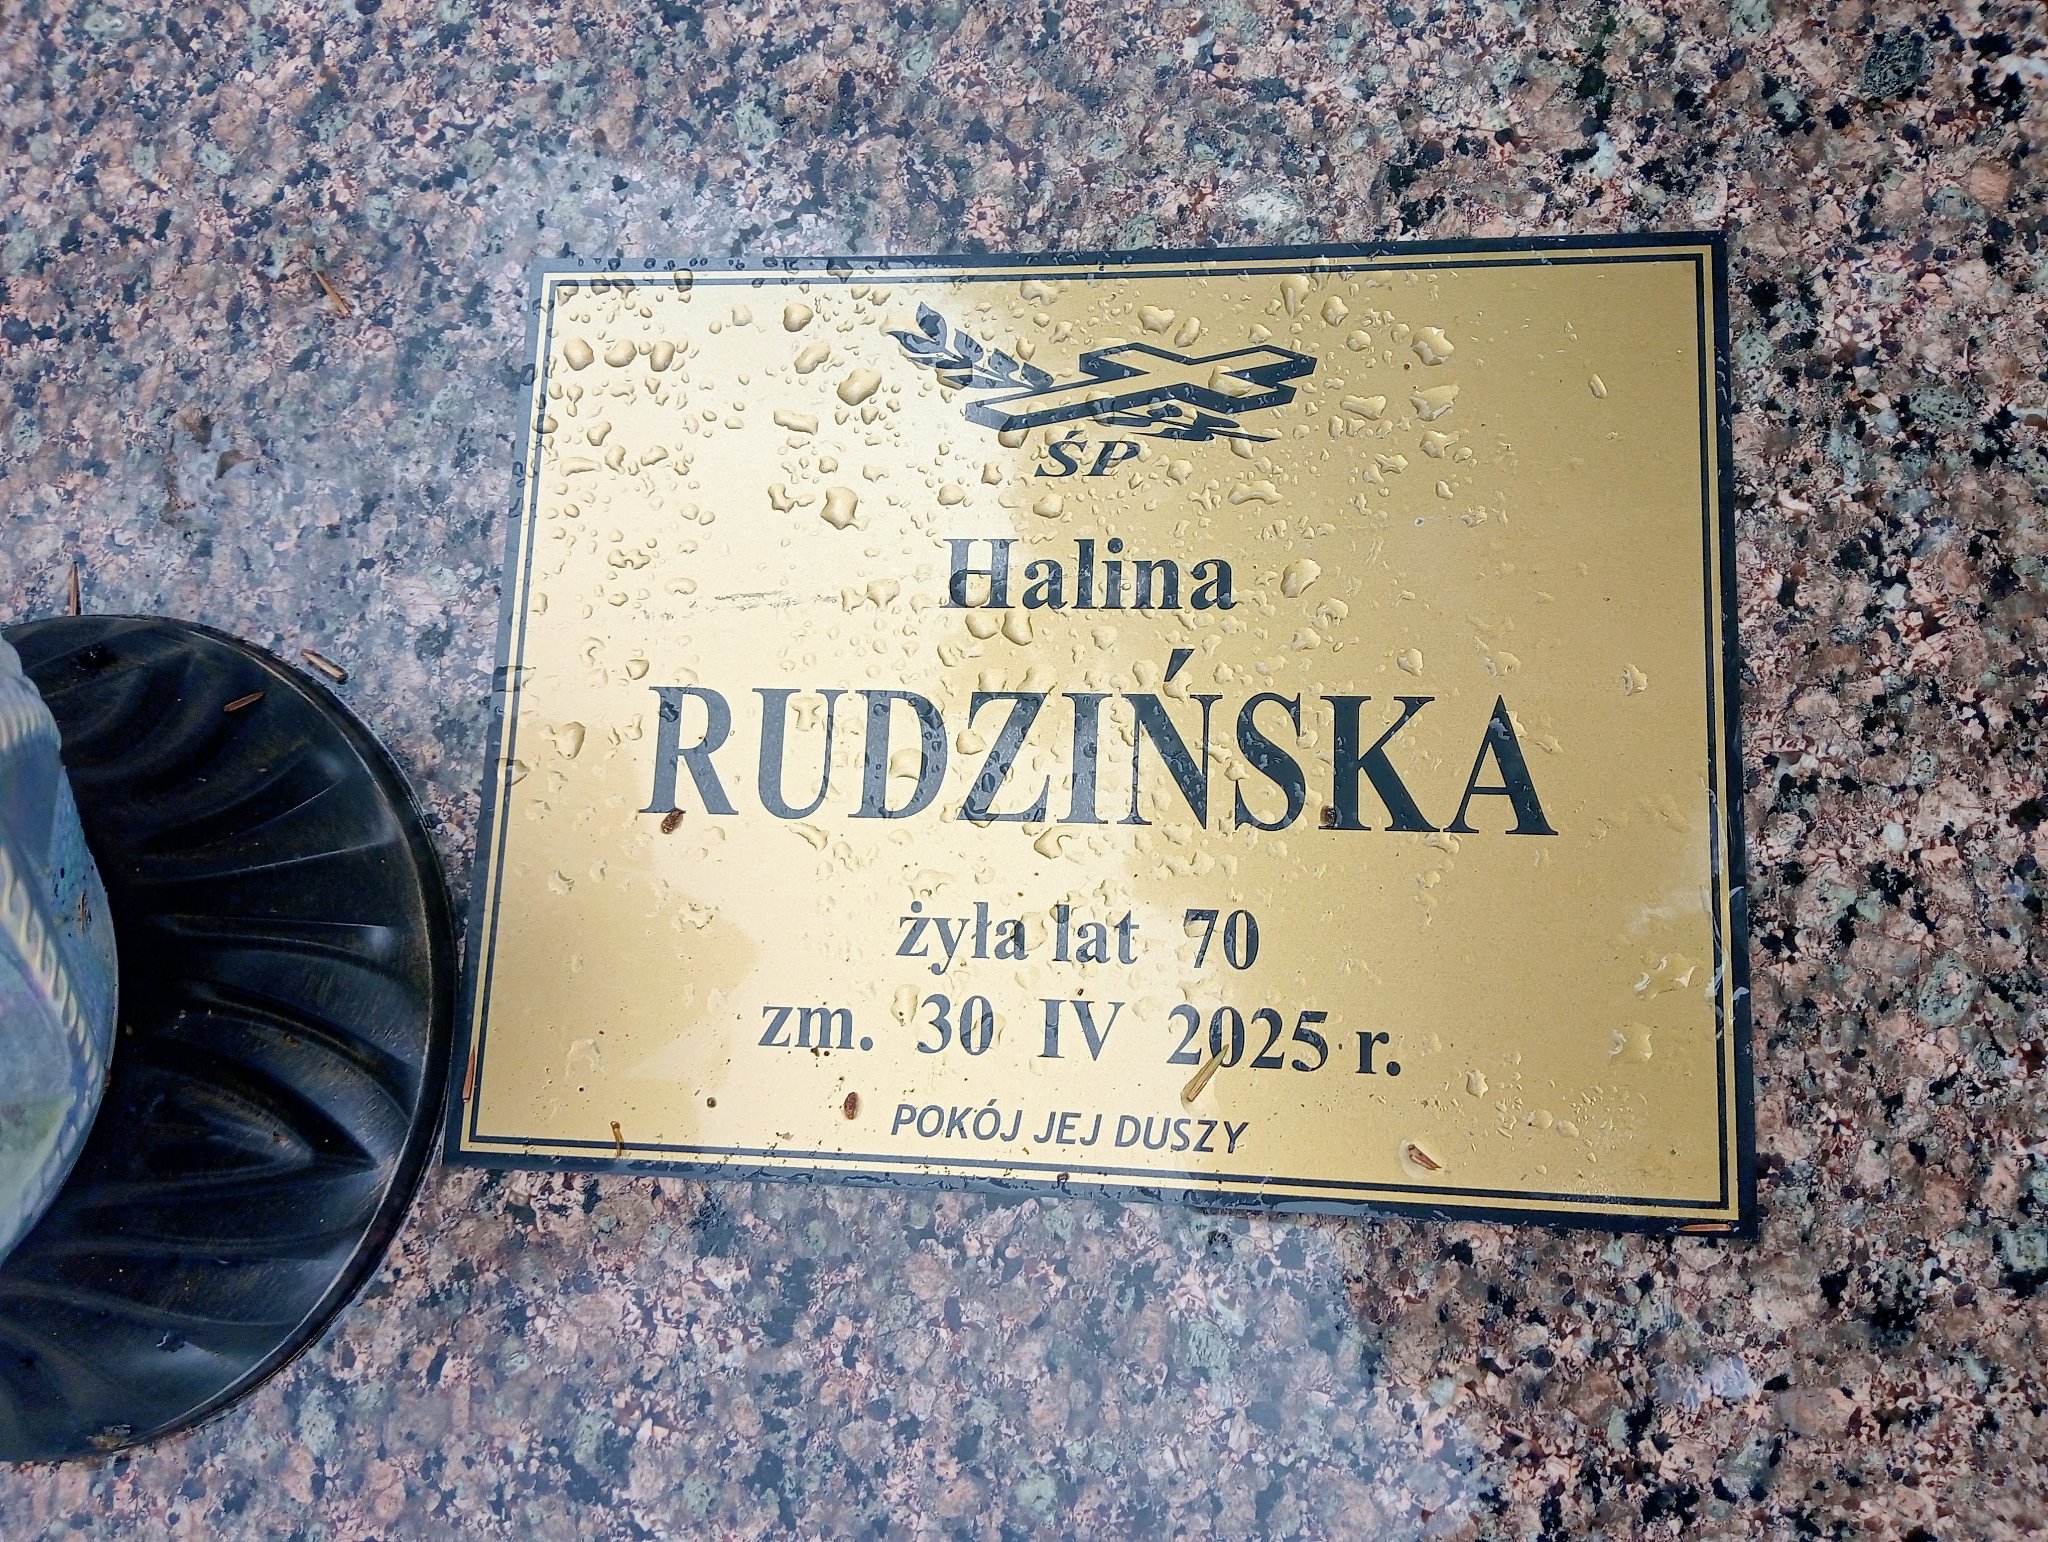 ŚP
Halina
RUDZIŃSKA
żyła lat 70
zm. 30 IV 2025 r.
POKÓJ JEJ DUSZY